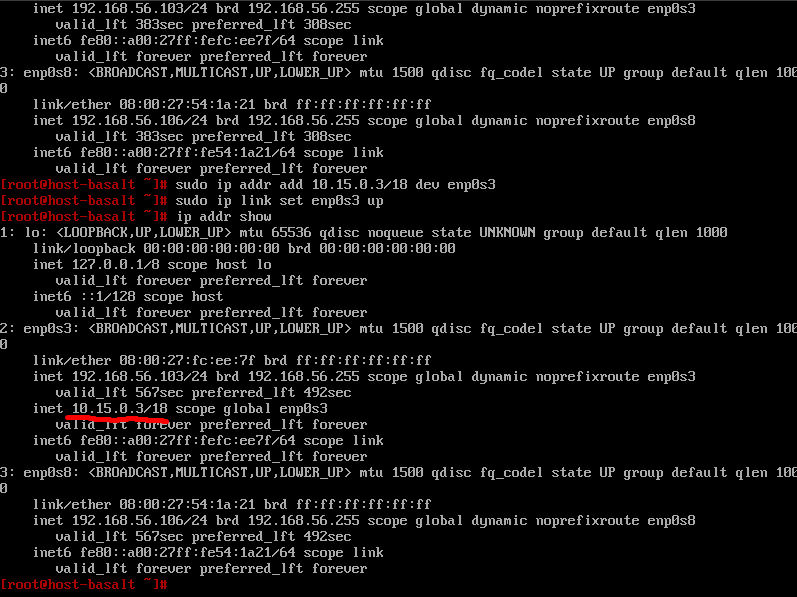 inet 192.168.56.103/24 brd 192.168.56.255 scope global dynamic noprefixroute enp0s3
       valid_lft 383sec preferred_lft 308sec
    inet6 fe80::a00:27ff:fefc:ee7f/64 scope link
       valid_lft forever preferred_lft forever
3: enp0s8: <BROADCAST,MULTICAST,UP,LOWER_UP> mtu 1500 qdisc fq_codel state UP group default qlen 100
0
    link/ether 08:00:27:54:1a:21 brd ff:ff:ff:ff:ff:ff
    inet 192.168.56.106/24 brd 192.168.56.255 scope global dynamic noprefixroute enp0s8
       valid_lft 383sec preferred_lft 308sec
    inet6 fe80::a00:27ff:fe54:1a21/64 scope link
       valid_lft forever preferred_lft forever
[root@host-basalt ~]# sudo ip addr add 10.15.0.3/18 dev enp0s3
[root@host-basalt ~]# sudo ip link set enp0s3 up
[root@host-basalt ~]# ip addr show
1: lo: <LOOPBACK,UP,LOWER_UP> mtu 65536 qdisc noqueue state UNKNOWN group default qlen 1000
    link/loopback 00:00:00:00:00:00 brd 00:00:00:00:00:00
    inet 127.0.0.1/8 scope host lo
       valid_lft forever preferred_lft forever
    inet6 ::1/128 scope host
       valid_lft forever preferred_lft forever
2: enp0s3: <BROADCAST,MULTICAST,UP,LOWER_UP> mtu 1500 qdisc fq_codel state UP group default qlen 100
0
    link/ether 08:00:27:fc:ee:7f brd ff:ff:ff:ff:ff:ff
    inet 192.168.56.103/24 brd 192.168.56.255 scope global dynamic noprefixroute enp0s3
       valid_lft 567sec preferred_lft 492sec
    inet 10.15.0.3/18 scope global enp0s3
       valid_lft forever preferred_lft forever
    inet6 fe80::a00:27ff:fefc:ee7f/64 scope link
       valid_lft forever preferred_lft forever
3: enp0s8: <BROADCAST,MULTICAST,UP,LOWER_UP> mtu 1500 qdisc fq_codel state UP group default qlen 100
0
    link/ether 08:00:27:54:1a:21 brd ff:ff:ff:ff:ff:ff
    inet 192.168.56.106/24 brd 192.168.56.255 scope global dynamic noprefixroute enp0s8
       valid_lft 567sec preferred_lft 492sec
    inet6 fe80::a00:27ff:fe54:1a21/64 scope link
       valid_lft forever preferred_lft forever
[root@host-basalt ~]#